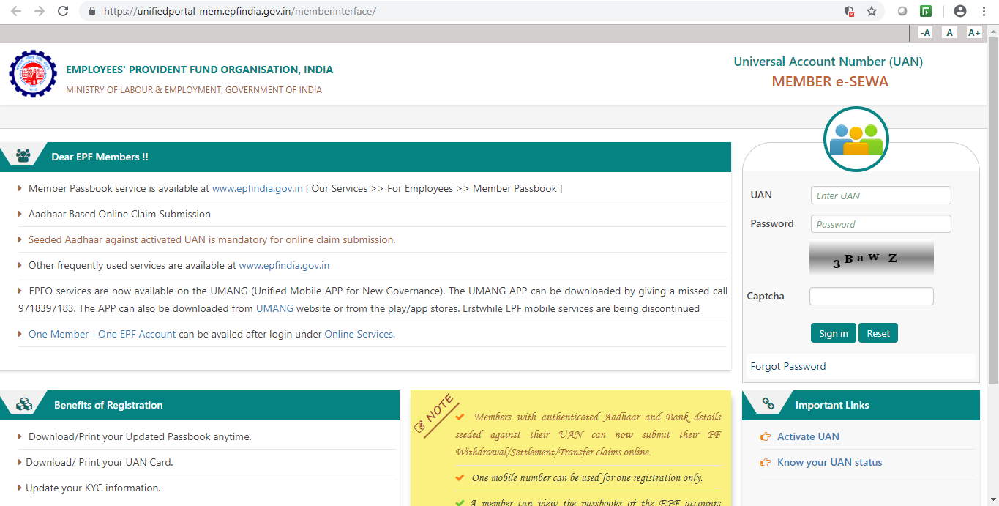 https://unifiedportal-mem.epfindia.gov.in/memberinterface/
-A A A+
EMPLOYEES' PROVIDENT FUND ORGANISATION, INDIA
MINISTRY OF LABOUR & EMPLOYMENT, GOVERNMENT OF INDIA
Universal Account Number (UAN)
MEMBER e-SEWA
Dear EPF Members !!
Member Passbook service is available at www.epfindia.gov.in [ Our Services >> For Employees >> Member Passbook ]
Aadhaar Based Online Claim Submission
Seeded Aadhaar against activated UAN is mandatory for online claim submission.
Other frequently used services are available at www.epfindia.gov.in
EPFO services are now available on the UMANG (Unified Mobile APP for New Governance). The UMANG APP can be downloaded by giving a missed call
9718397183. The APP can also be downloaded from UMANG website or from the play/app stores. Erstwhile EPF mobile services are being discontinued
One Member - One EPF Account can be availed after login under Online Services.
UAN Enter UAN
Password Password
3 B a w Z
Captcha
Sign in Reset
Forgot Password
Benefits of Registration
Download/Print your Updated Passbook anytime.
Download/ Print your UAN Card.
Update your KYC information.
NOTE
Members with authenticated Aadhaar and Bank details
seeded against their UAN can now submit their PF
Withdrawal/Settlement/Transfer claims online.
One mobile number can be used for one registration only.
A member can view the passbooks of the EPF accounts
Important Links
Activate UAN
Know your UAN status